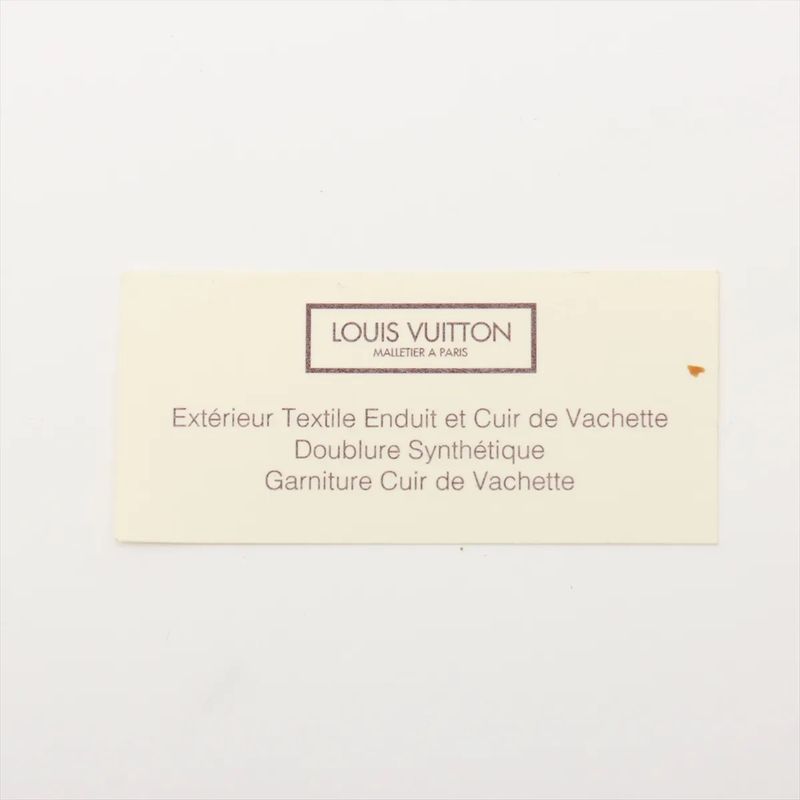 LOUIS VUITTON
MALLETIER A PARIS
Extérieur Textile Enduit et Cuir de Vachette
Doublure Synthétique
Garniture Cuir de Vachette